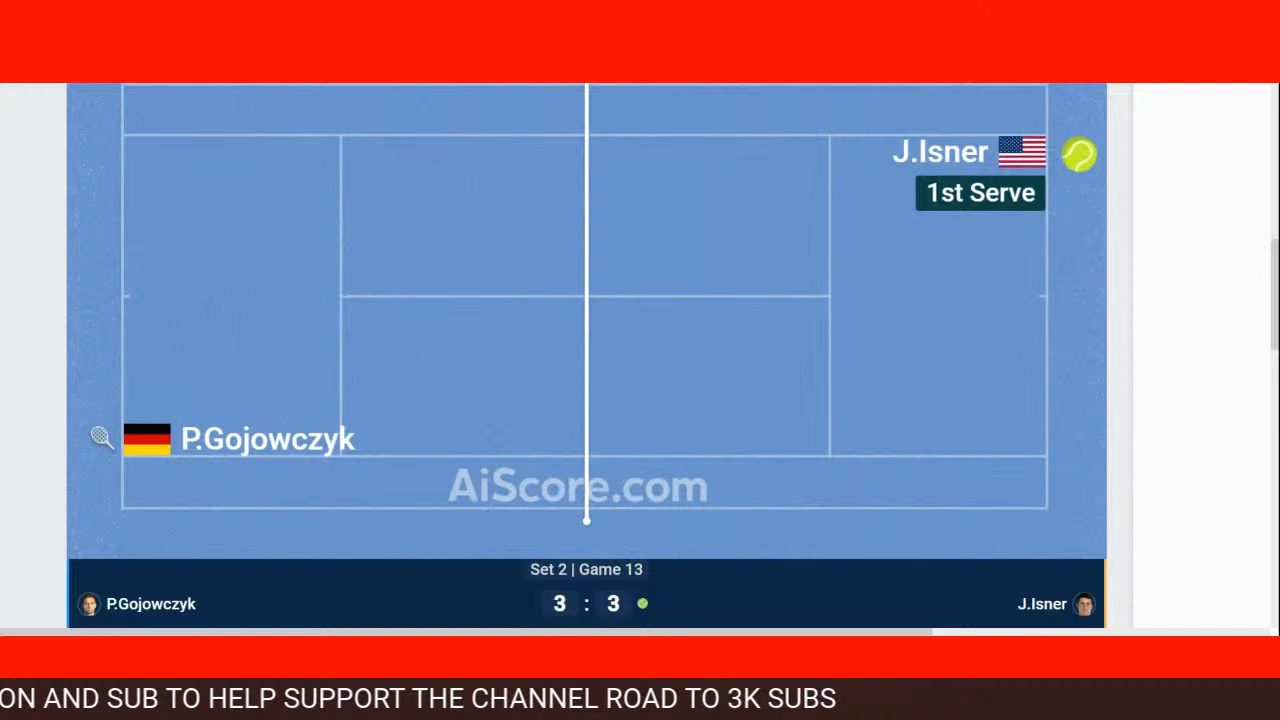 J.Isner
1st Serve
P.Gojowczyk
AiScore.com
Set 2 | Game 13
P.Gojowczyk
3 : 3
J.Isner
ON AND SUB TO HELP SUPPORT THE CHANNEL ROAD TO 3K SUBS